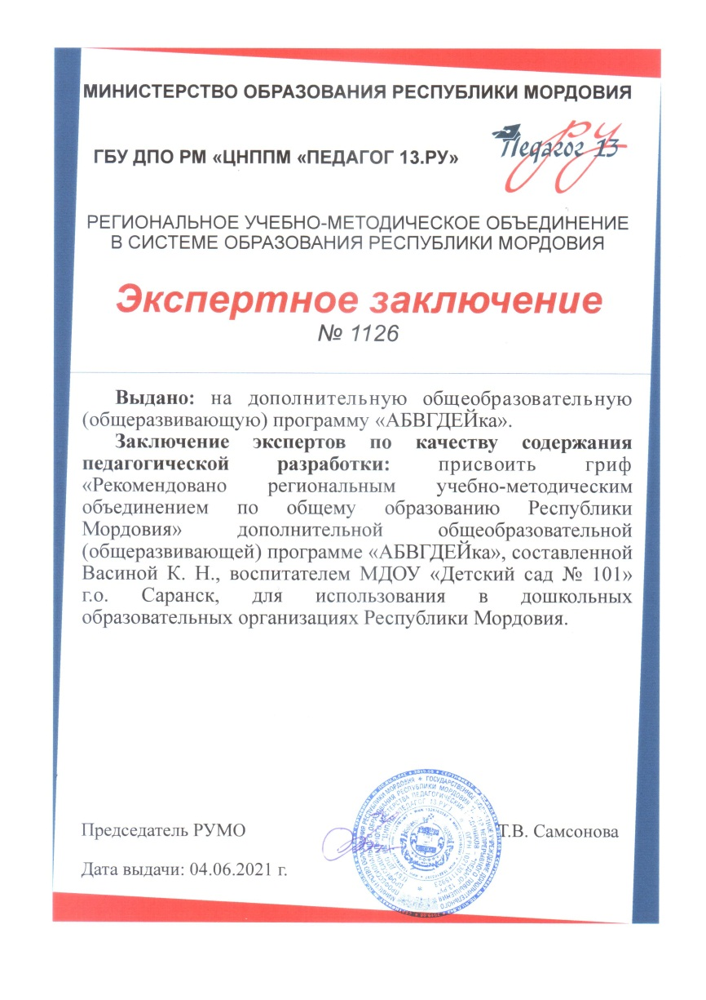 МИНИСТЕРСТВО ОБРАЗОВАНИЯ РЕСПУБЛИКИ МОРДОВИЯ
ГБУ ДПО РМ «ЦНППМ «ПЕДАГОГ 13.РУ»
Педагог 13 ру
РЕГИОНАЛЬНОЕ УЧЕБНО-МЕТОДИЧЕСКОЕ ОБЪЕДИНЕНИЕ
В СИСТЕМЕ ОБРАЗОВАНИЯ РЕСПУБЛИКИ МОРДОВИЯ
Экспертное заключение
№ 1126
Выдано: на дополнительную общеобразовательную
(общеразвивающую) программу «АБВГДЕЙка».
Заключение экспертов по качеству содержания
педагогической разработки: присвоить гриф
«Рекомендовано региональным учебно-методическим
объединением по общему образованию Республики
Мордовия» дополнительной общеобразовательной
(общеразвивающей) программе «АБВГДЕЙка», составленной
Васиной К. Н., воспитателем МДОУ «Детский сад № 101»
г.о. Саранск, для использования в дошкольных
образовательных организациях Республики Мордовия.
Председатель РУМО
Т.В. Самсонова
Дата выдачи: 04.06.2021 г.